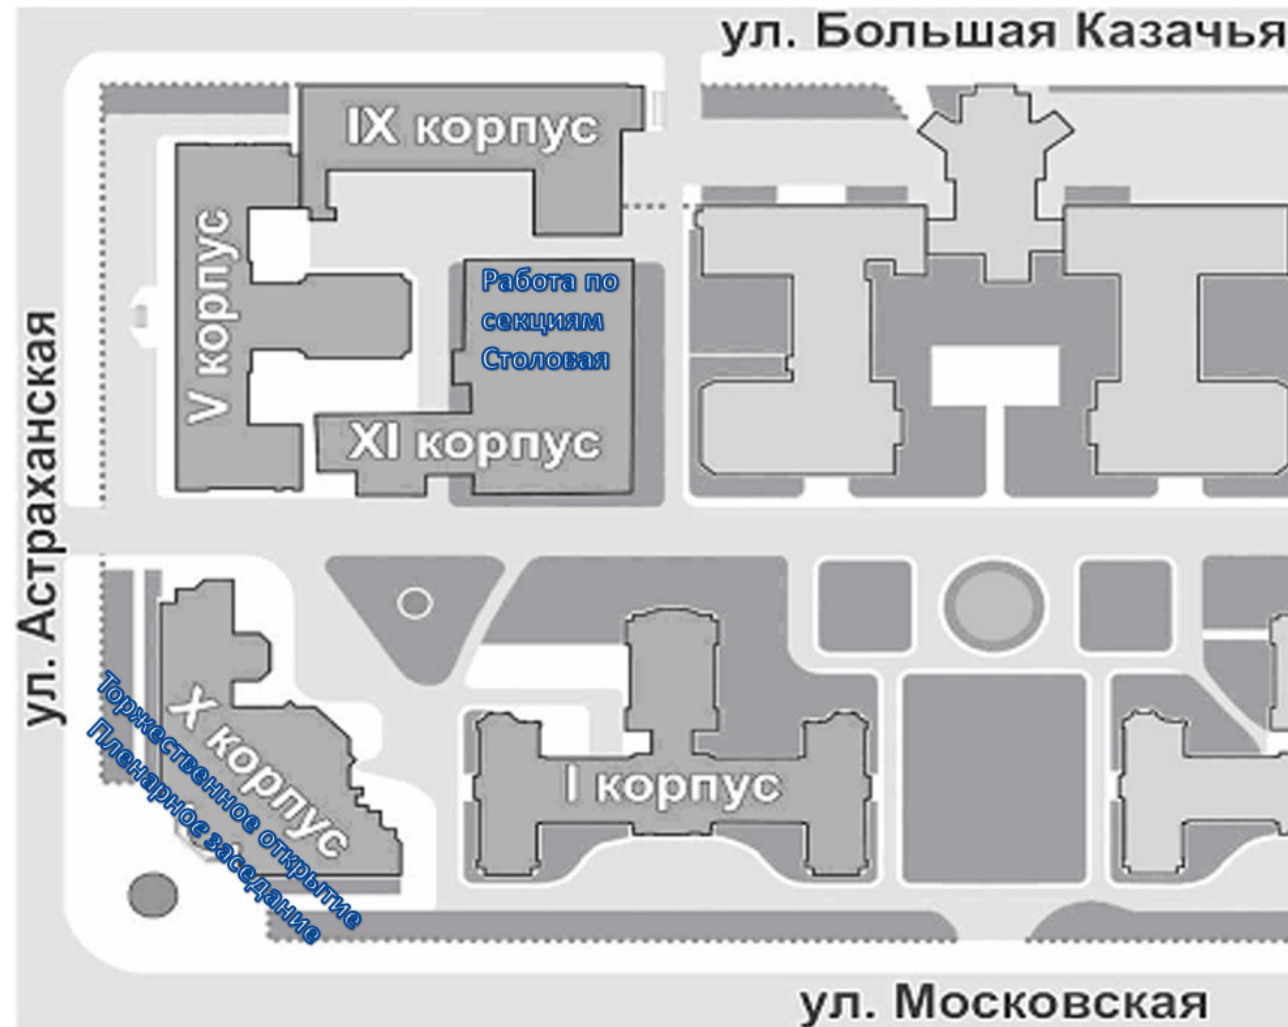 ул. Большая Казачья
IX корпус
V корпус
Работа по
секциям
Столовая
XI корпус
ул. Астраханская
X корпус
Торжественное открытие
Пленарное заседание
I корпус
ул. Московская